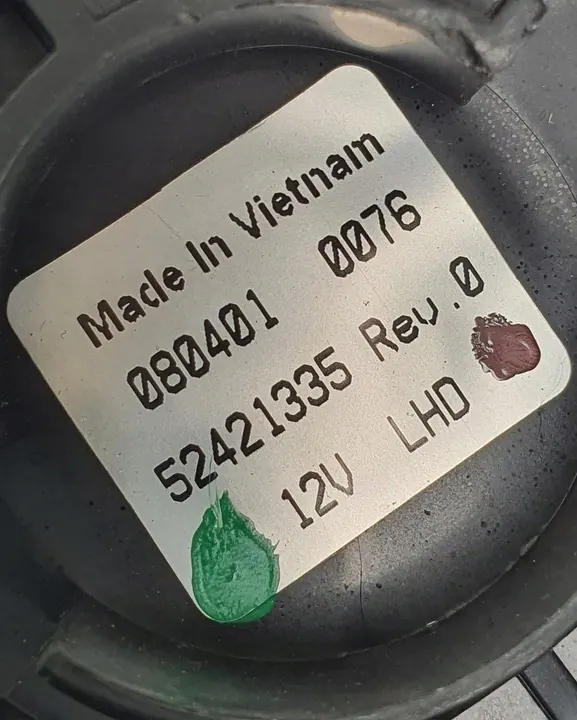 Made In Vietnam
080401 0076
52421335 Rev.0
12V LHD